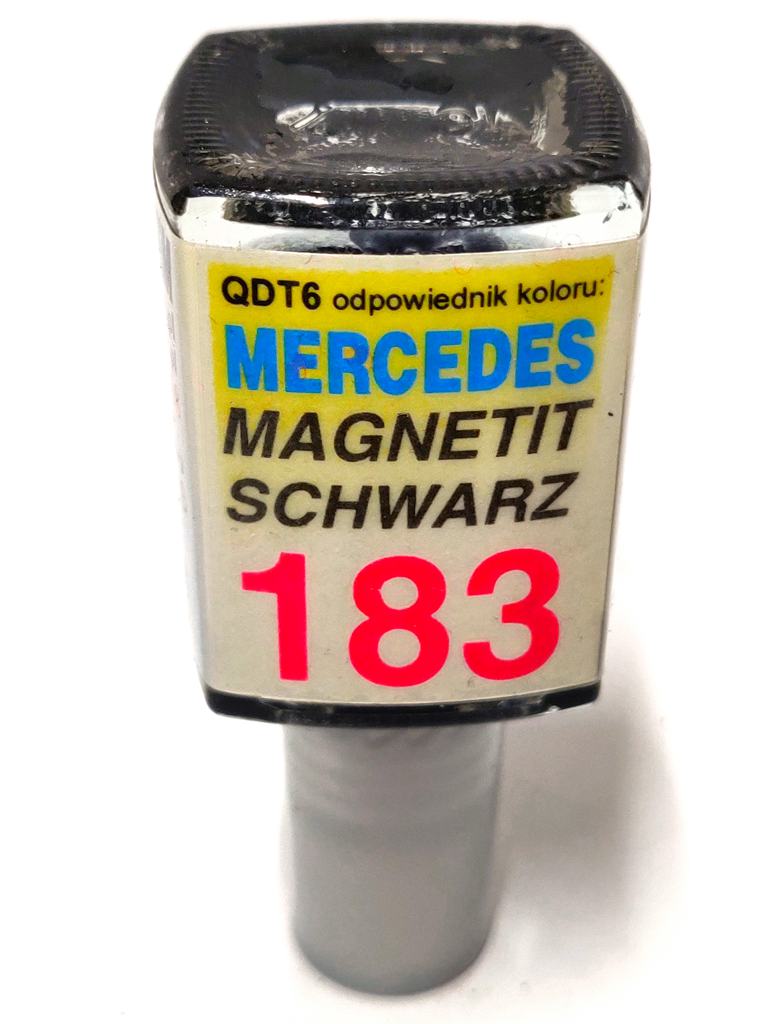 QDT6 odpowiednik koloru:
MERCEDES
MAGNETIT
SCHWARZ
183